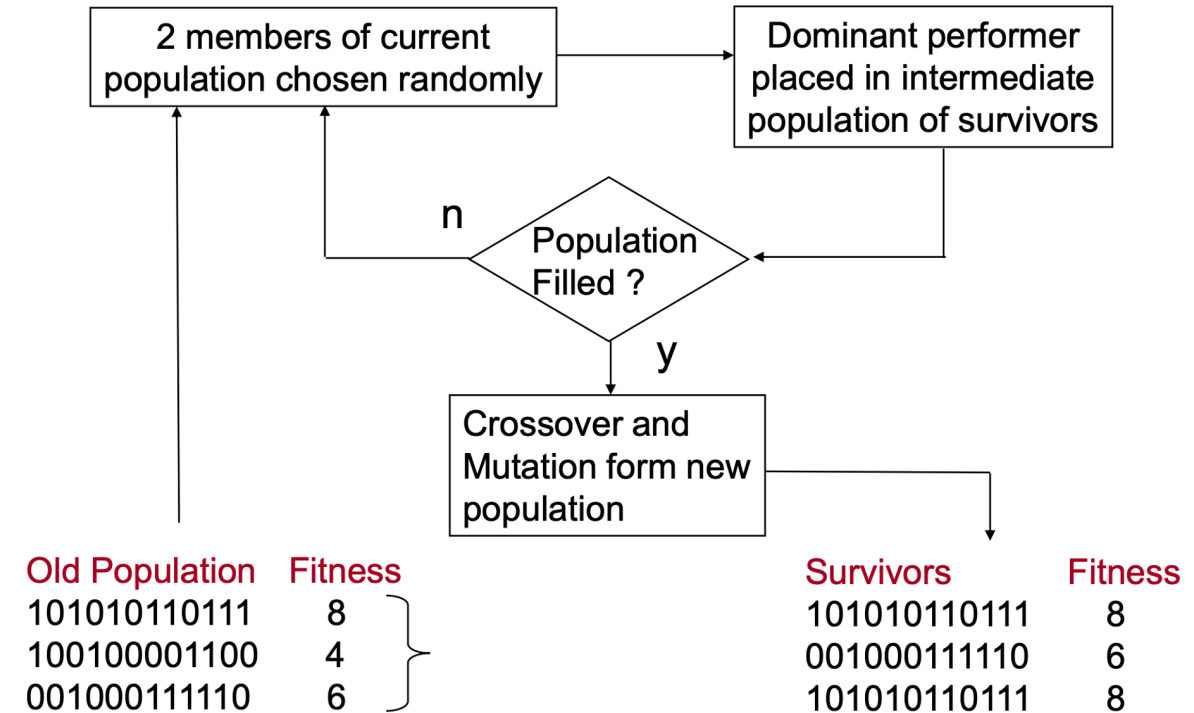 2 members of current
population chosen randomly
Dominant performer
placed in intermediate
population of survivors
n
Population
Filled ?
y
Crossover and
Mutation form new
population
Old Population Fitness
101010110111 8
100100001100 4
001000111110 6
Survivors Fitness
101010110111 8
001000111110 6
101010110111 8